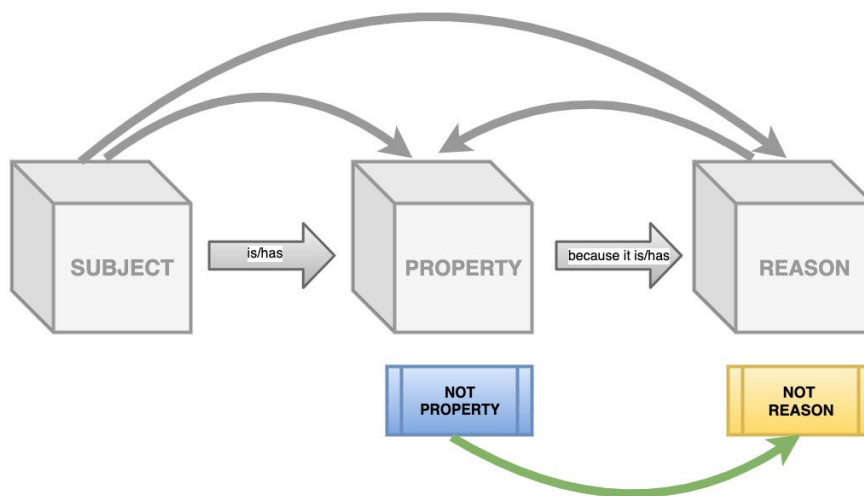 SUBJECT
is/has
PROPERTY
because it is/has
REASON
NOT
PROPERTY
NOT
REASON